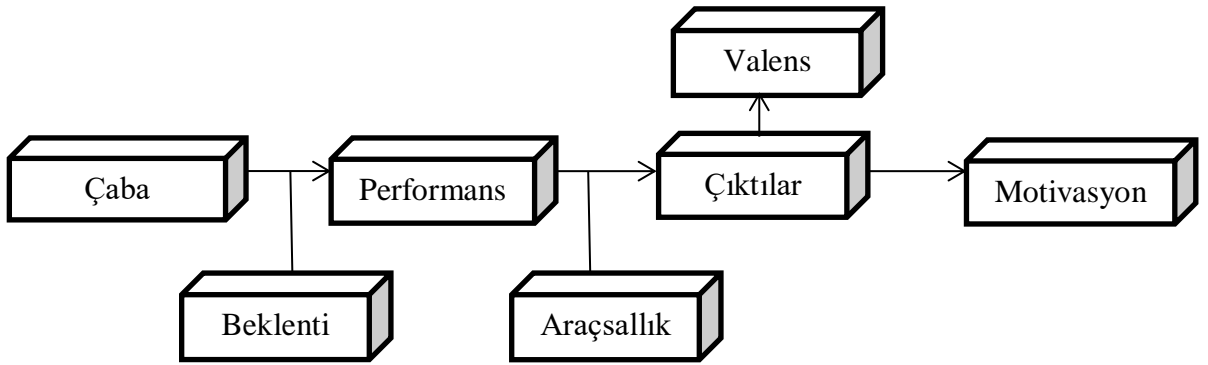 Valens
Çaba
Performans
Çıktılar
Motivasyon
Beklenti
Araçsallık